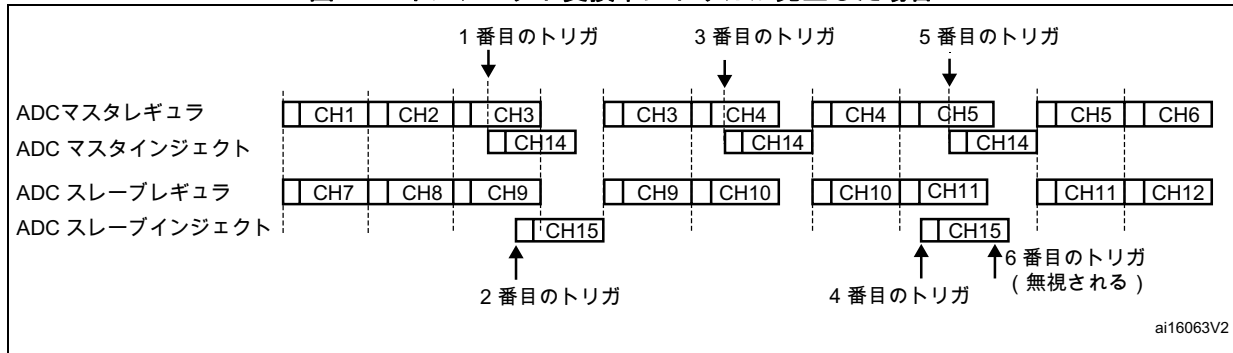 1 番目のトリガ 3 番目のトリガ 5 番目のトリガ
ADCマスタレギュラ CH1 CH2 CH3 CH3 CH4 CH4 CH5 CH5 CH6
ADC マスタインジェクト CH14 CH14 CH14
ADC スレーブレギュラ CH7 CH8 CH9 CH9 CH10 CH10 CH11 CH11 CH12
ADC スレーブインジェクト CH15 CH15
2 番目のトリガ 4 番目のトリガ 6 番目のトリガ
(無視される)
ai16063V2